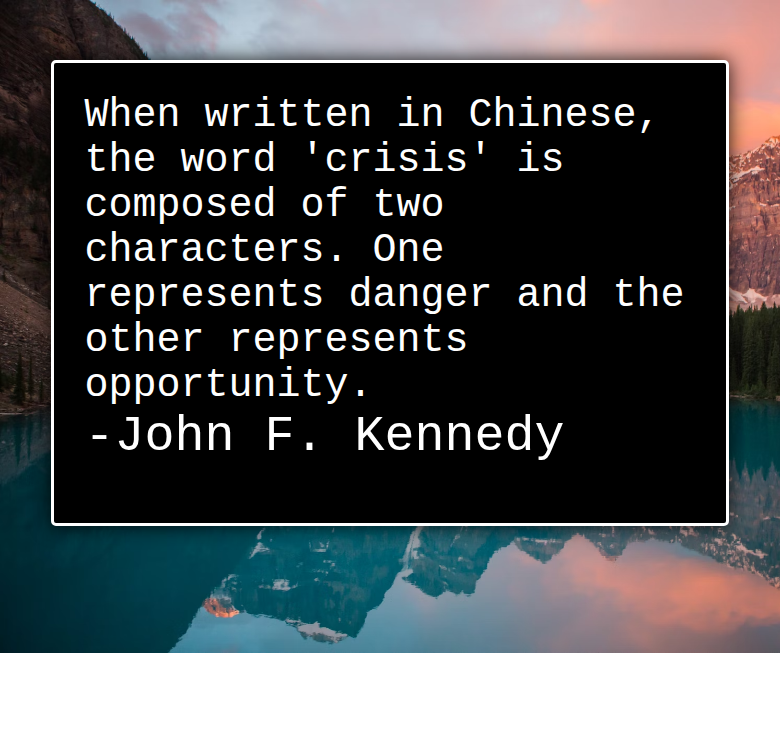 When written in Chinese,
the word 'crisis' is
composed of two
characters. One
represents danger and the
other represents
opportunity.
-John F. Kennedy